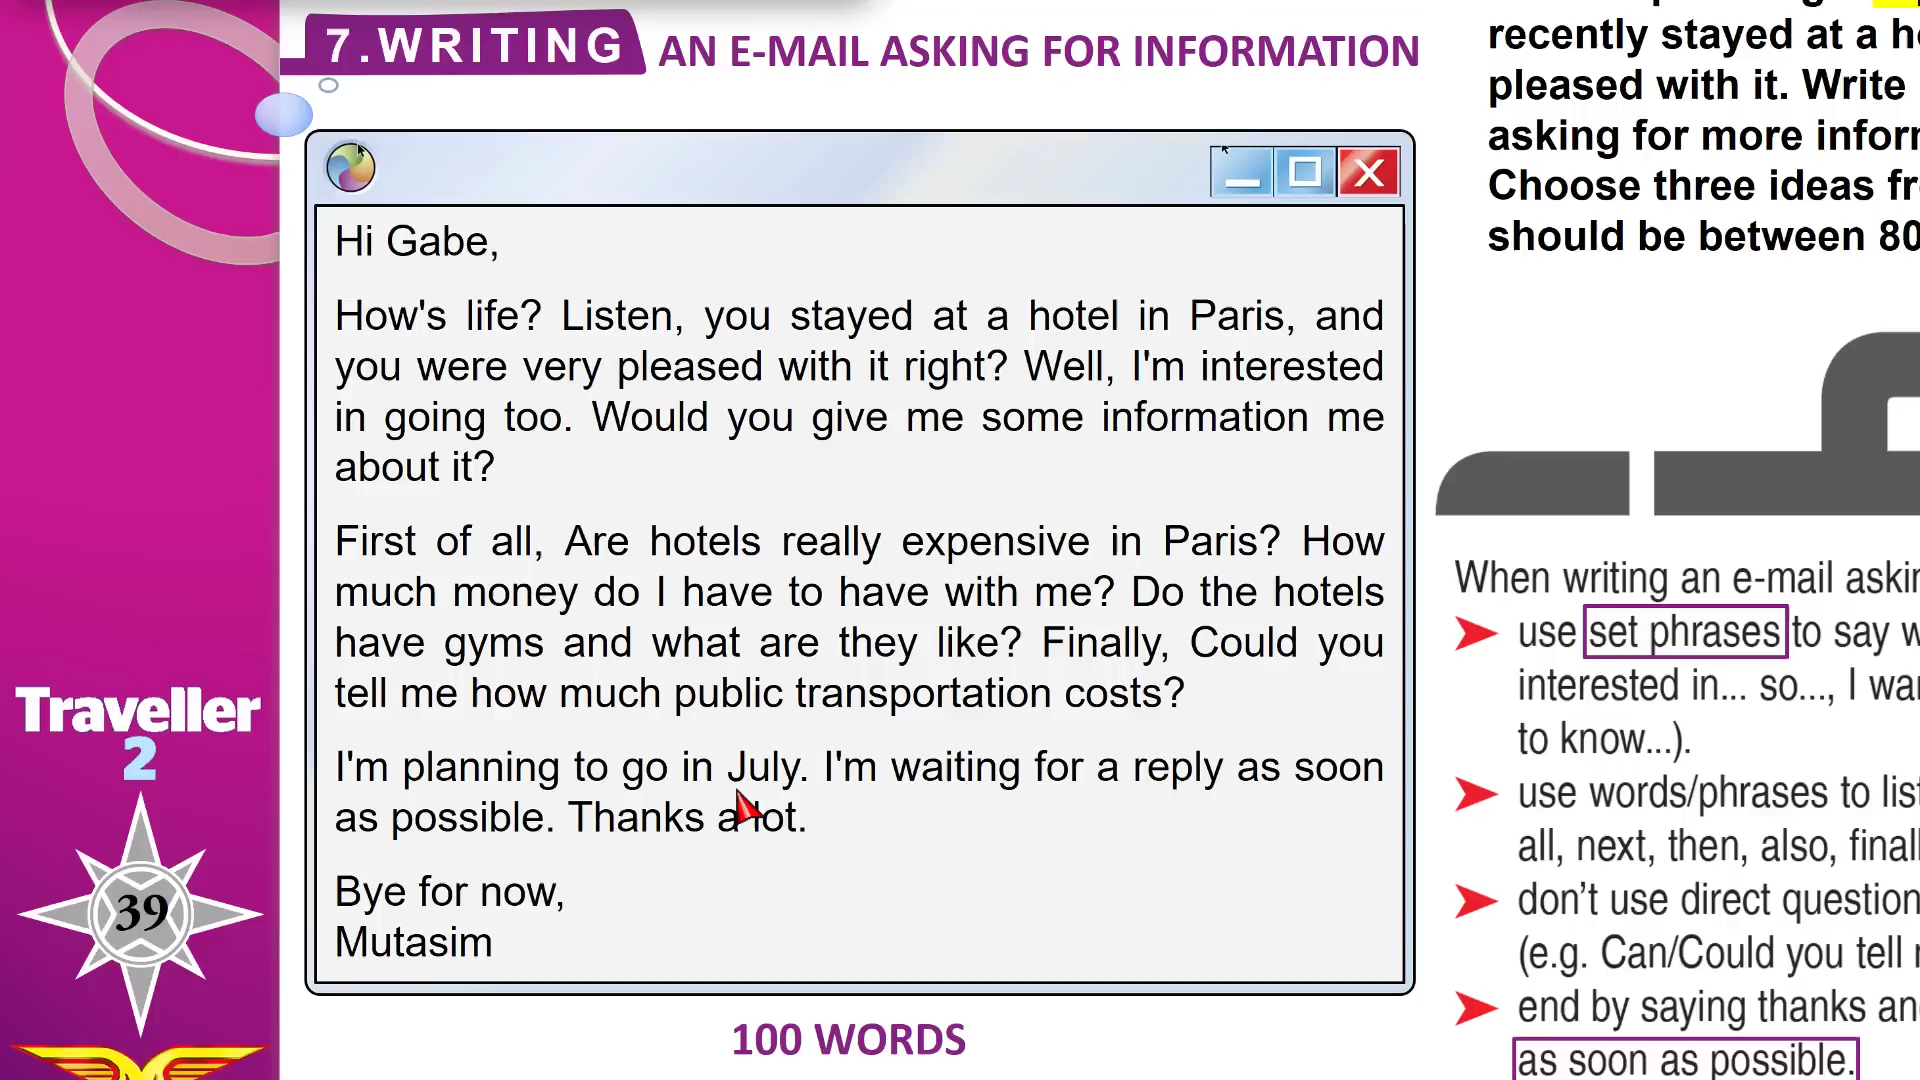 7.WRITING AN E-MAIL ASKING FOR INFORMATION
Hi Gabe,
How's life? Listen, you stayed at a hotel in Paris, and
you were very pleased with it right? Well, I'm interested
in going too. Would you give me some information me
about it?
First of all, Are hotels really expensive in Paris? How
much money do I have to have with me? Do the hotels
have gyms and what are they like? Finally, Could you
tell me how much public transportation costs?
I'm planning to go in July. I'm waiting for a reply as soon
as possible. Thanks a lot.
Bye for now,
Mutasim
100 WORDS
Traveller
2
39
recently stayed at a
pleased with it. Write
asking for more
Choose three ideas
should be between 80
When writing an e-mail
use set phrases to say
interested in... so..., I
to know...).
use words/phrases to
all, next, then, also,
don't use direct
(e.g. Can/Could you tell
end by saying thanks
as soon as possible.